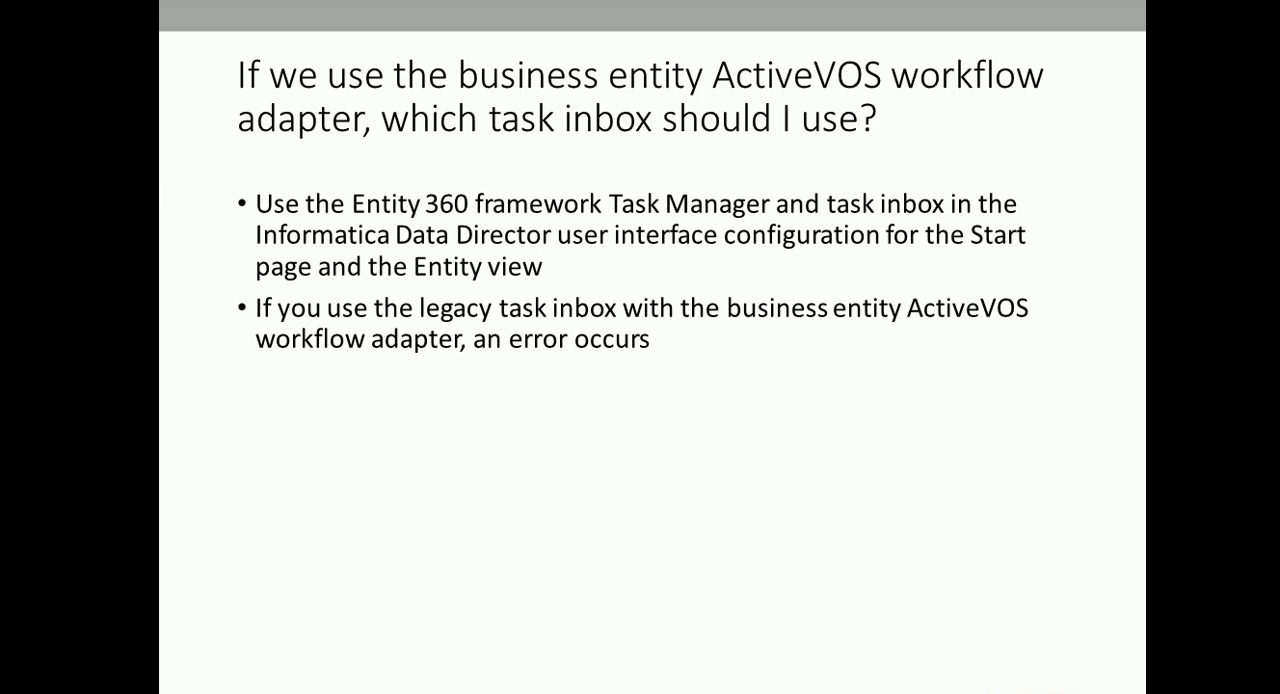 If we use the business entity ActiveVOS workflow
adapter, which task inbox should I use?
• Use the Entity 360 framework Task Manager and task inbox in the
Informatica Data Director user interface configuration for the Start
page and the Entity view
• If you use the legacy task inbox with the business entity ActiveVOS
workflow adapter, an error occurs